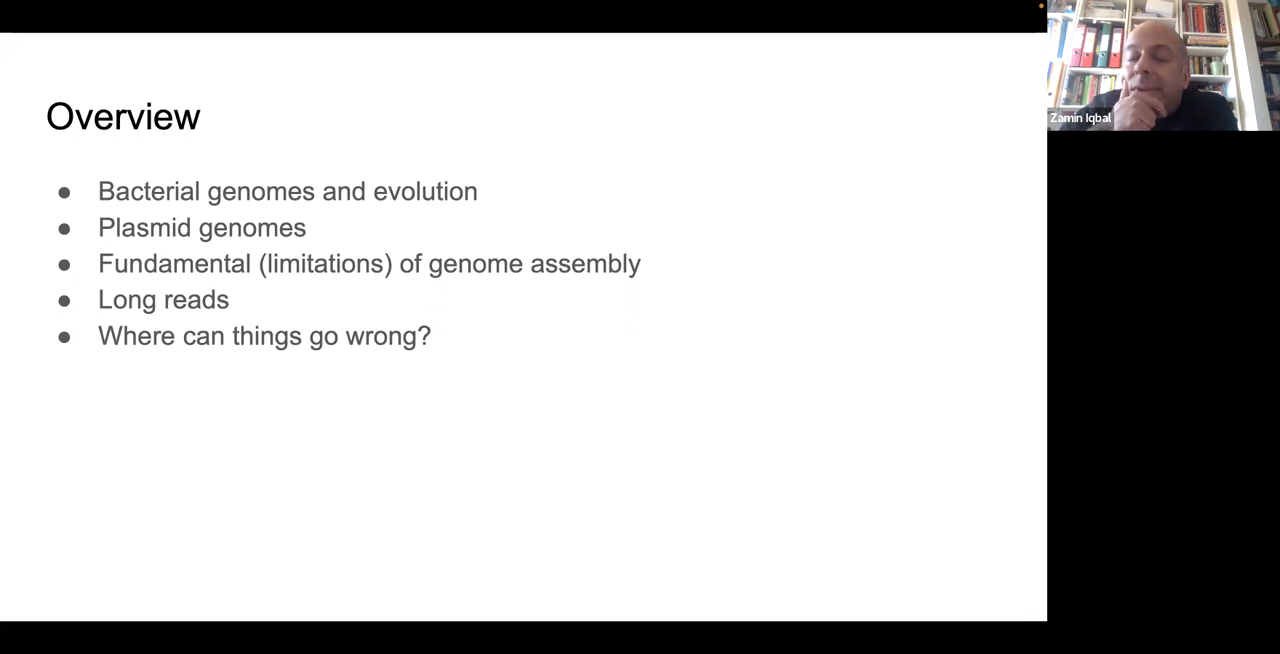 Overview
● Bacterial genomes and evolution
● Plasmid genomes
● Fundamental (limitations) of genome assembly
● Long reads
● Where can things go wrong?
Zamin Iqbal